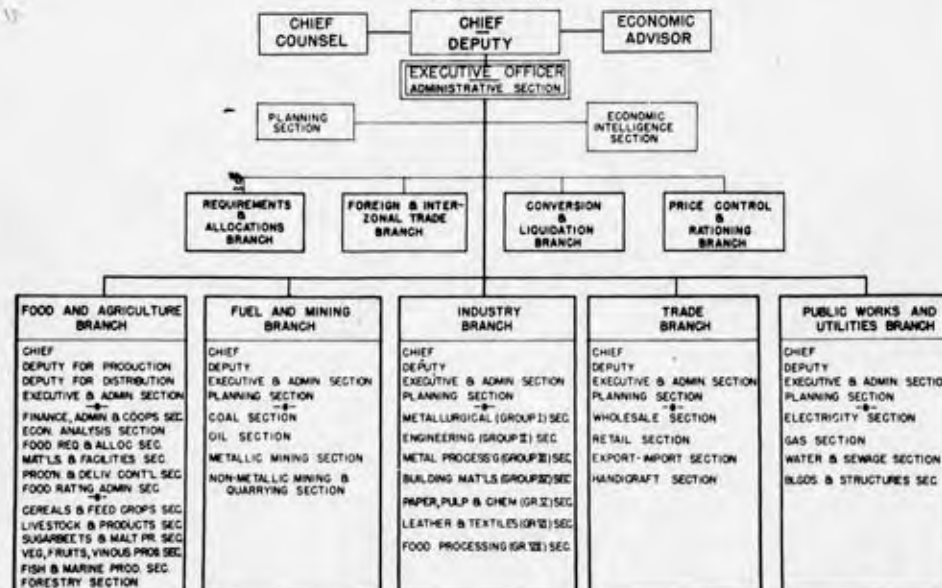 CHIEF
COUNSEL
CHIEF
DEPUTY
ECONOMIC
ADVISOR
EXECUTIVE OFFICER
ADMINISTRATIVE SECTION
PLANNING
SECTION
ECONOMIC
INTELLIGENCE
SECTION
REQUIREMENTS
&
ALLOCATIONS
BRANCH
FOREIGN & INTER-
ZONAL TRADE
BRANCH
CONVERSION
&
LIQUIDATION
BRANCH
PRICE CONTROL
&
RATIONING
BRANCH
FOOD AND AGRICULTURE
BRANCH
CHIEF
DEPUTY FOR PRODUCTION
DEPUTY FOR DISTRIBUTION
EXECUTIVE & ADMIN SECTION
FINANCE, ADMIN & COOPS SEC.
ECON. ANALYSIS SECTION
FOOD REQ & ALLOC SEC.
MAT'LS & FACILITIES SEC.
PRODN & DELIV CONT'L SEC.
FOOD RAT'NG ADMIN SEC
CEREALS & FEED CROPS SEC.
LIVESTOCK & PRODUCTS SEC.
SUGARBEETS & MALT PR. SEC.
VEG, FRUITS, VINOUS PROD SEC.
FISH & MARINE PROD. SEC.
FORESTRY SECTION
FUEL AND MINING
BRANCH
CHIEF
DEPUTY
EXECUTIVE & ADMIN SECTION
PLANNING SECTION
COAL SECTION
OIL SECTION
METALLIC MINING SECTION
NON-METALLIC MINING &
QUARRYING SECTION
INDUSTRY
BRANCH
CHIEF
DEPUTY
EXECUTIVE & ADMIN SECTION
PLANNING SECTION
METALLURGICAL (GROUP I) SEC.
ENGINEERING (GROUP II) SEC.
METAL PROCESS'G (GROUP III) SEC.
BUILDING MAT'LS (GROUP IV) SEC.
PAPER, PULP & CHEM (GR. V) SEC.
LEATHER & TEXTILES (GR VI) SEC.
FOOD PROCESSING (GR. VII) SEC.
TRADE
BRANCH
CHIEF
DEPUTY
EXECUTIVE & ADMIN SECTION
PLANNING SECTION
WHOLESALE SECTION
RETAIL SECTION
EXPORT-IMPORT SECTION
HANDICRAFT SECTION
PUBLIC WORKS AND
UTILITIES BRANCH
CHIEF
DEPUTY
EXECUTIVE & ADMIN SECTIO
PLANNING SECTION
ELECTRICITY SECTION
GAS SECTION
WATER & SEWAGE SECTION
BLGDS & STRUCTURES SEC